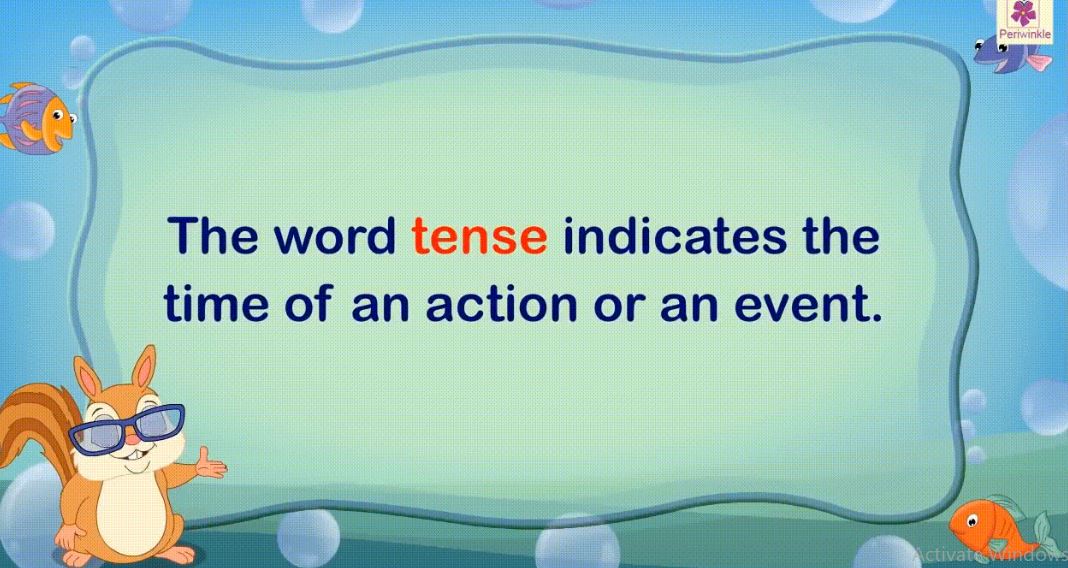 Periwinkle
The word tense indicates the
time of an action or an event.
Activate Windows